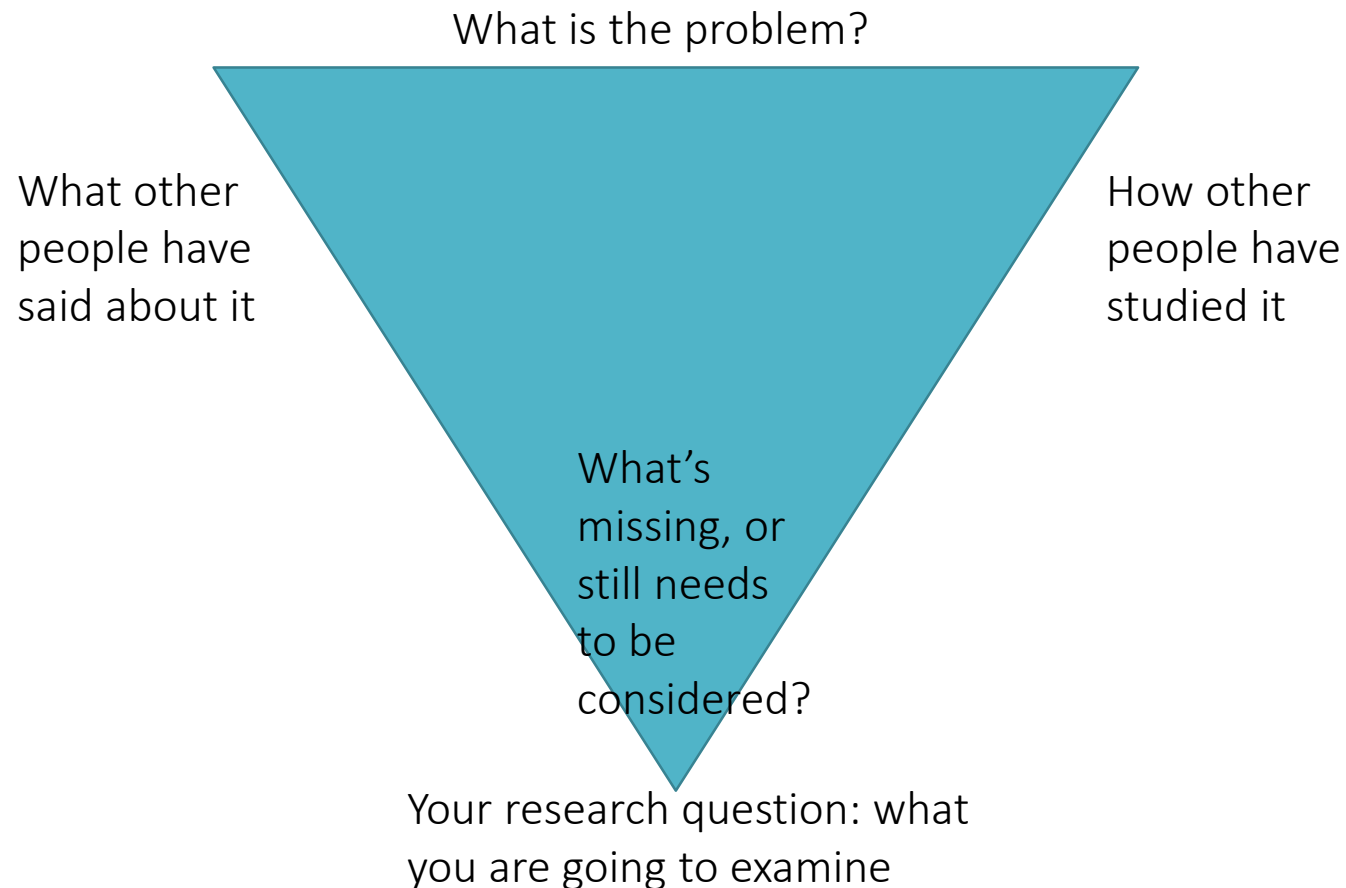 What is the problem?
What other
people have
said about it
How other
people have
studied it
What’s
missing, or
still needs
to be
considered?
Your research question: what
you are going to examine